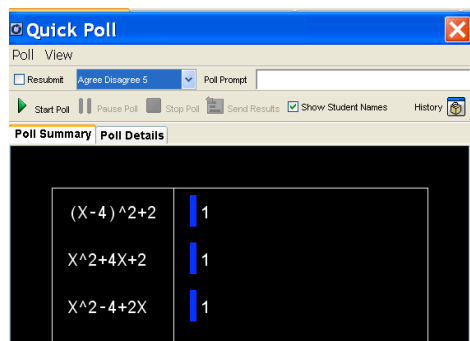 Quick Poll
Poll View
Resubmit Agree Disagree 5 Poll Prompt
Start Poll Pause Poll Stop Poll Send Results Show Student Names History
Poll Summary Poll Details
(X-4)^2+2 1
X^2+4X+2 1
X^2-4+2X 1